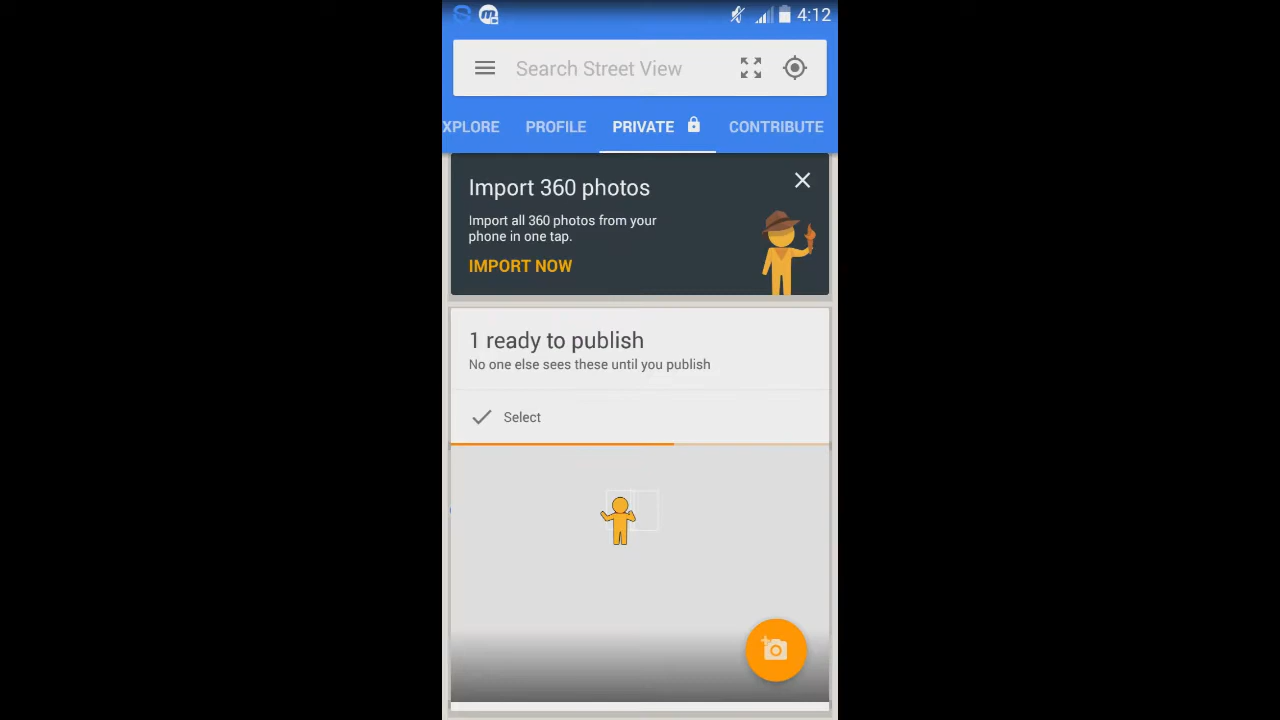 4:12
Search Street View
XPLORE PROFILE PRIVATE CONTRIBUTE
Import 360 photos
Import all 360 photos from your
phone in one tap.
IMPORT NOW
1 ready to publish
No one else sees these until you publish
Select